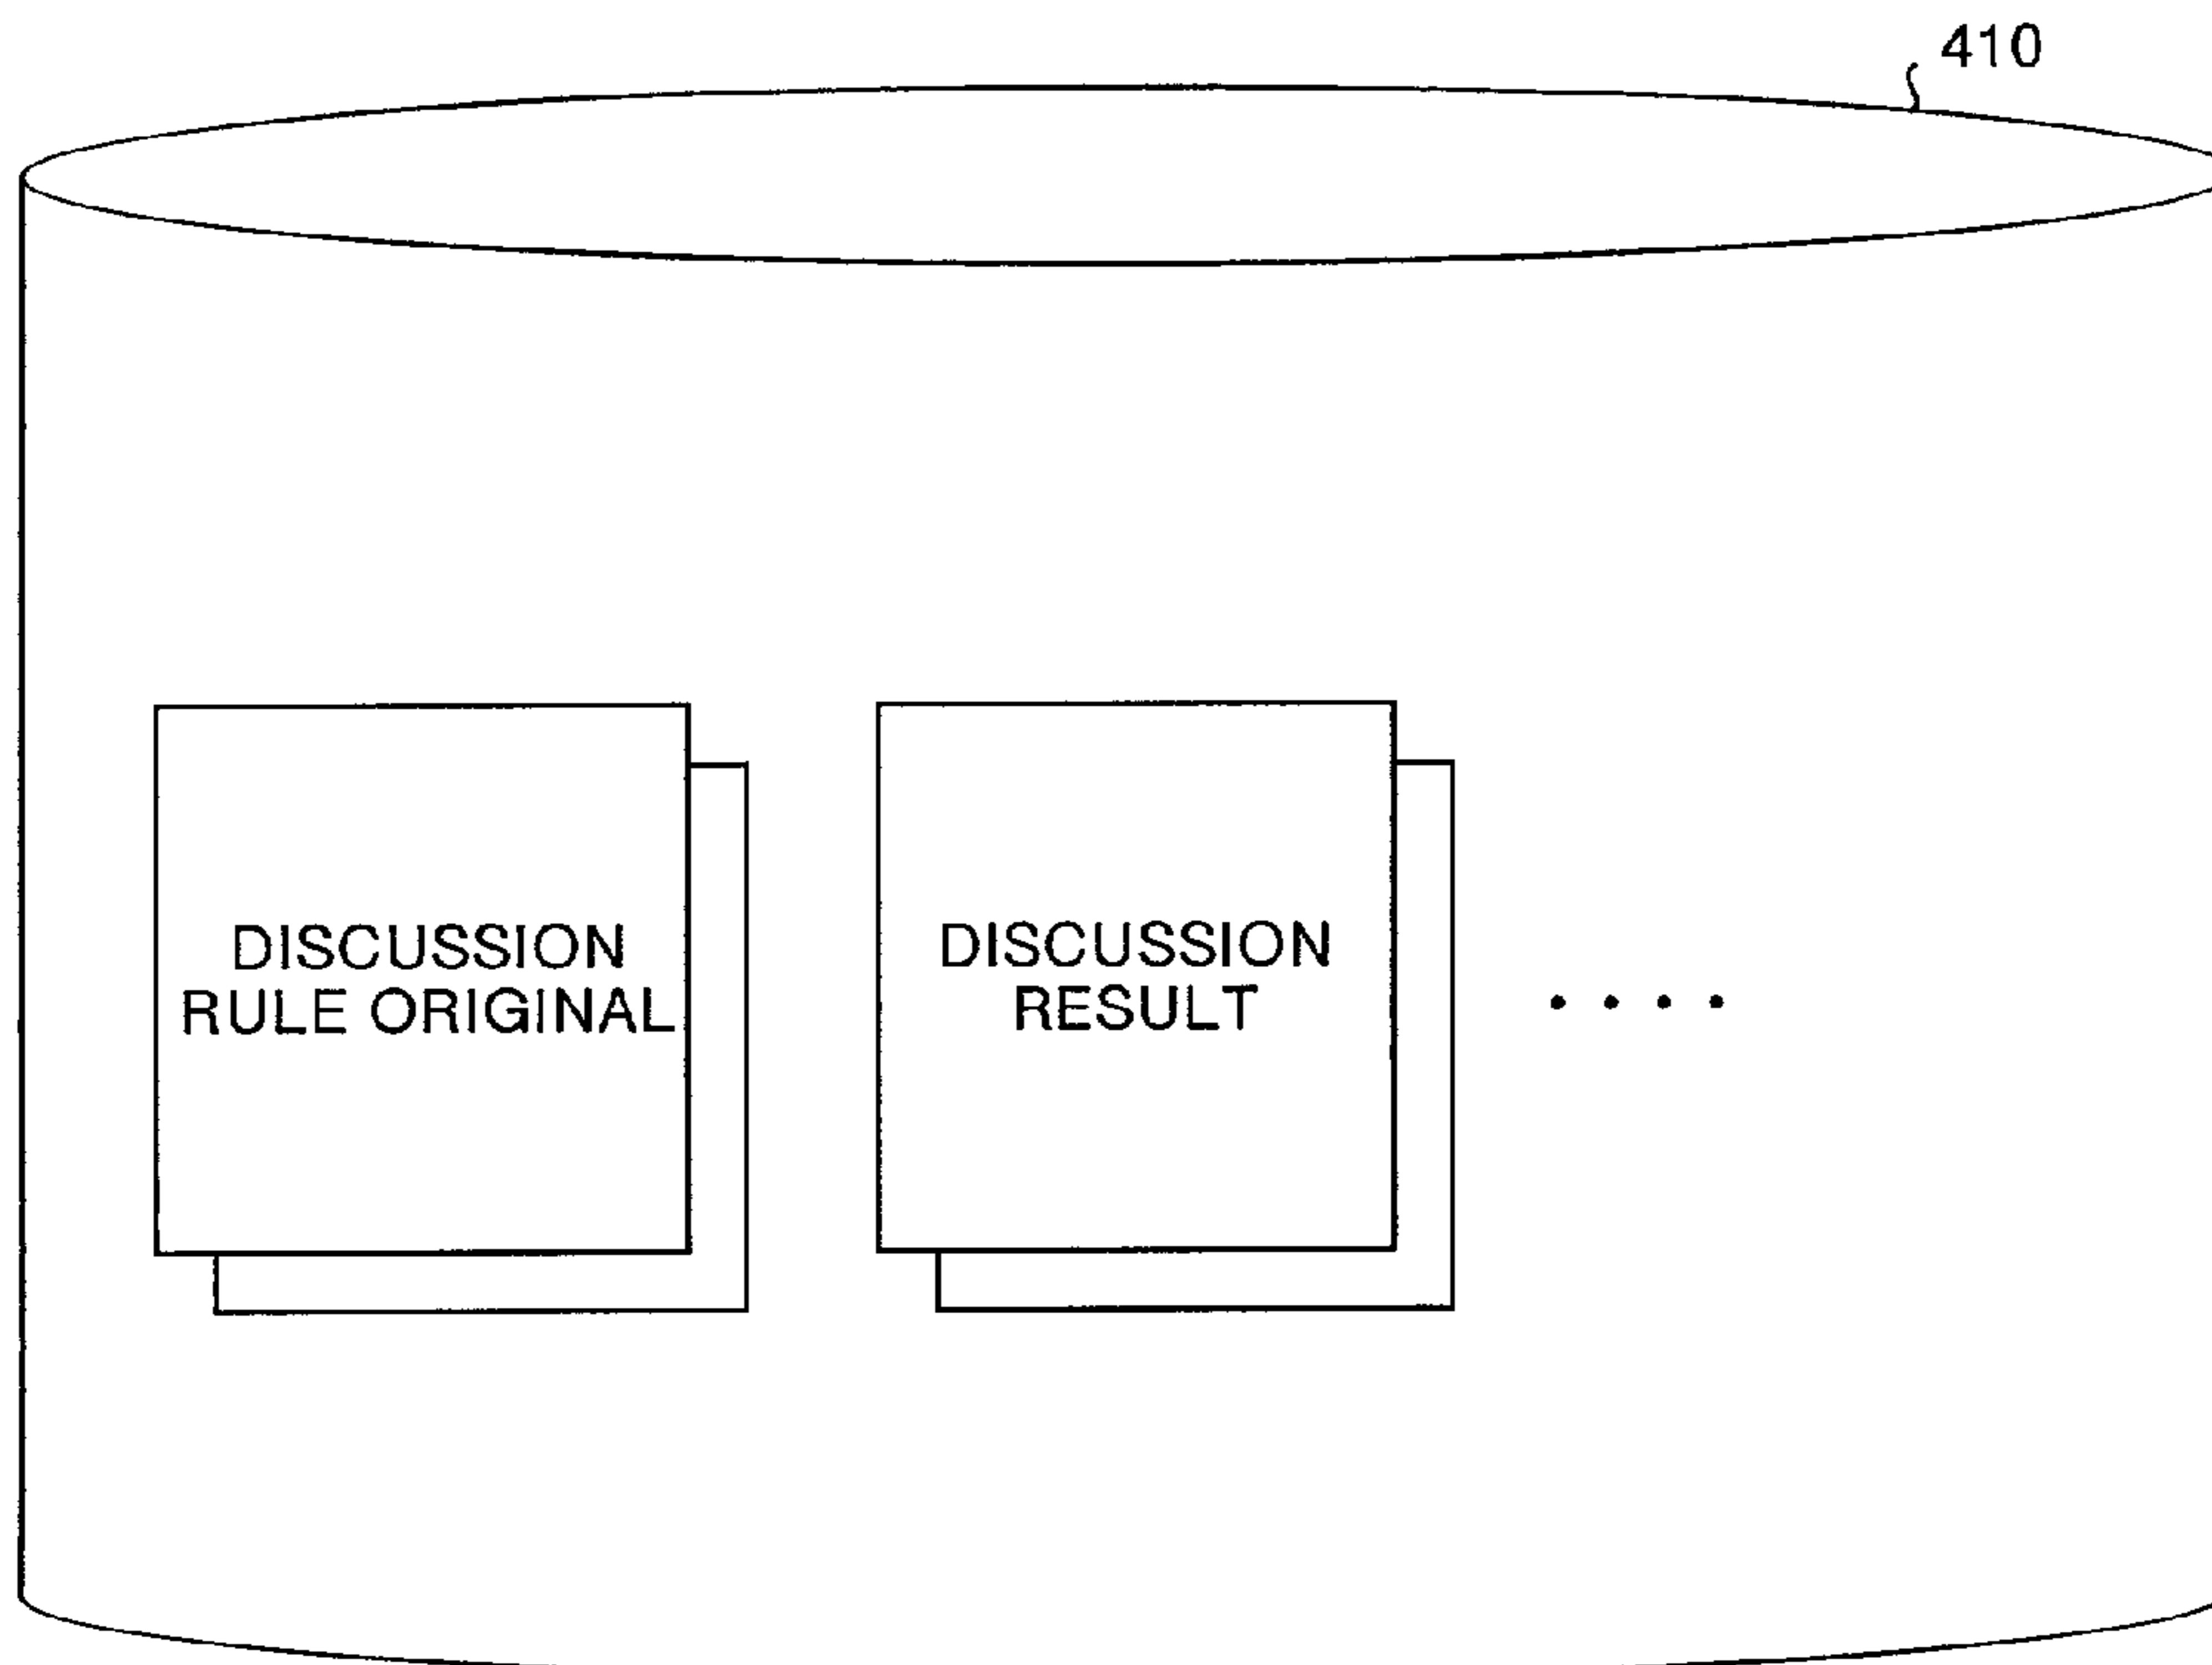 410
DISCUSSION
RULE ORIGINAL
DISCUSSION
RESULT
....